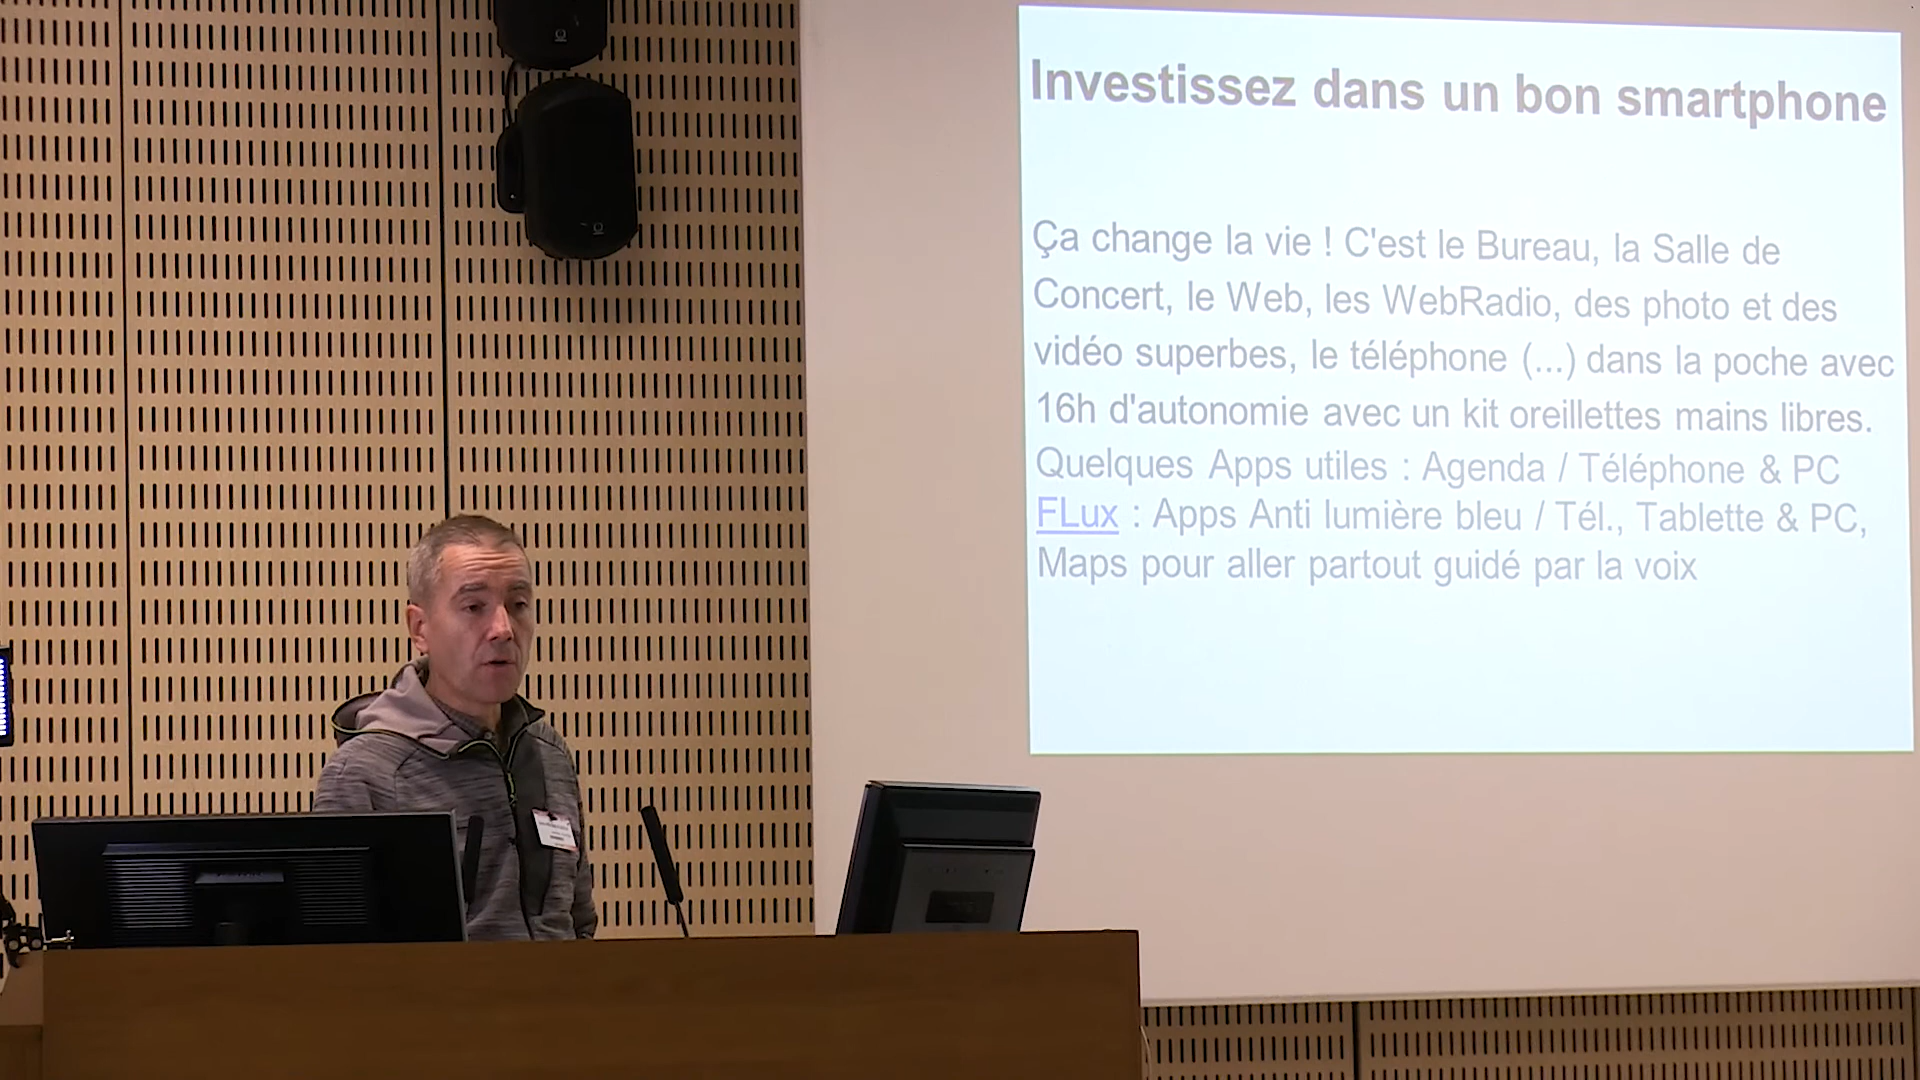 Investissez dans un bon smartphone
Ça change la vie ! C'est le Bureau, la Salle de
Concert, le Web, les WebRadio, des photo et des
vidéo superbes, le téléphone (...) dans la poche avec
16h d'autonomie avec un kit oreillettes mains libres.
Quelques Apps utiles : Agenda / Téléphone & PC
FLux : Apps Anti lumière bleu / Tél., Tablette & PC,
Maps pour aller partout guidé par la voix